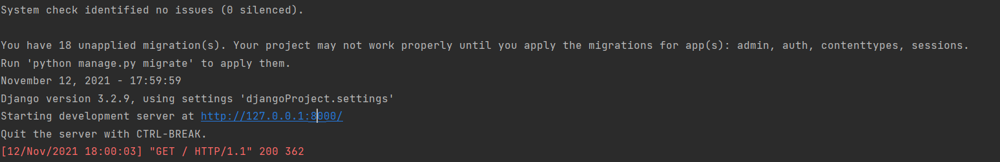 System check identified no issues (0 silenced).
You have 18 unapplied migration(s). Your project may not work properly until you apply the migrations for app(s): admin, auth, contenttypes, sessions.
Run 'python manage.py migrate' to apply them.
November 12, 2021 - 17:59:59
Django version 3.2.9, using settings 'djangoProject.settings'
Starting development server at http://127.0.0.1:8000/
Quit the server with CTRL-BREAK.
[12/Nov/2021 18:00:03] "GET / HTTP/1.1" 200 362